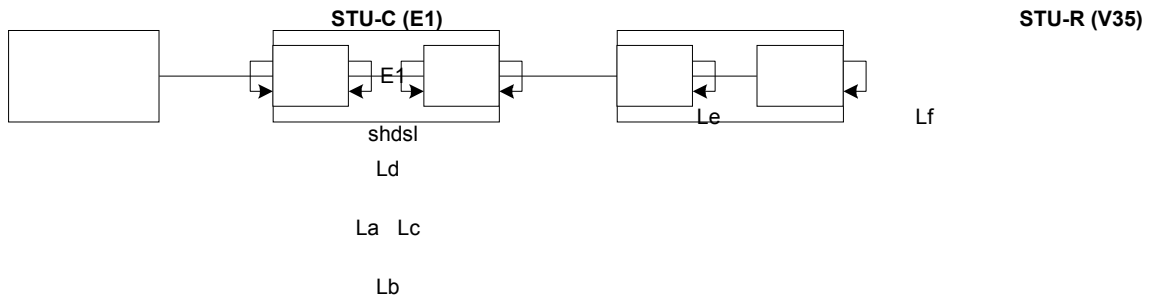 STU-C (E1) STU-R (V35)
E1
Le Lf
shdsl
Ld
La Lc
Lb